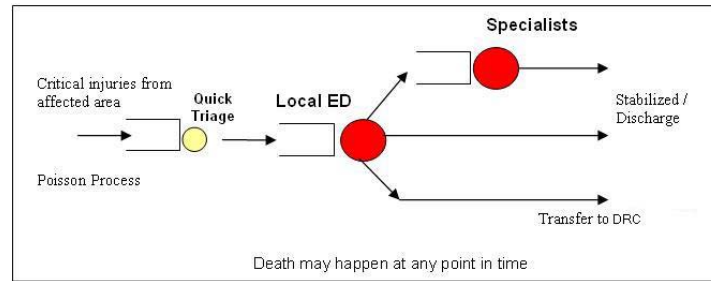 Specialists
Critical injuries from
affected area
Quick
Triage
Local ED
Stabilized /
Discharge
Poisson Process
Transfer to DRC
Death may happen at any point in time